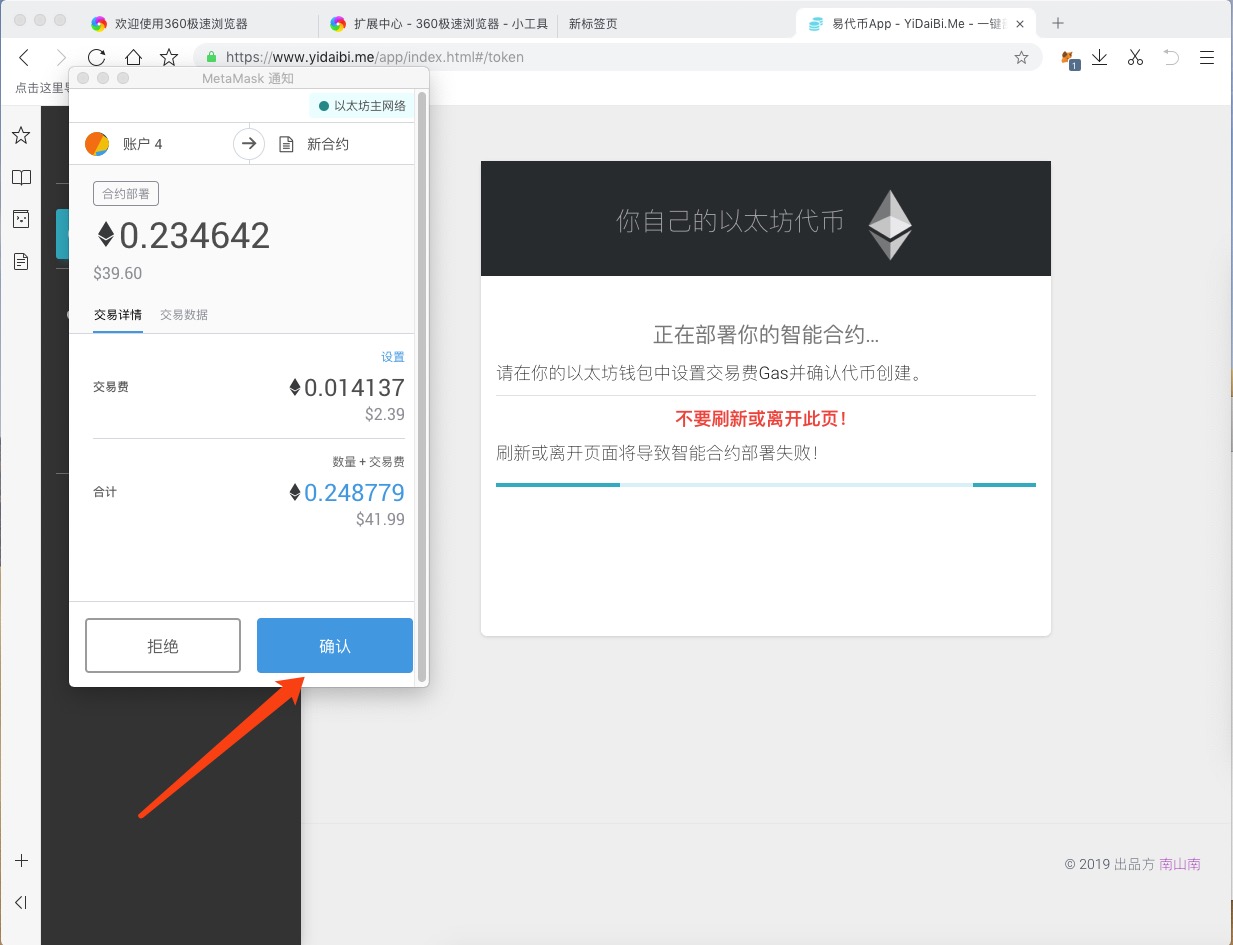 欢迎使用360极速浏览器
扩展中心 - 360极速浏览器 - 小工具
新标签页
易代币App - YiDaiBi.Me - 一键
https://www.yidaibi.me/app/index.html#/token
1
点击这里
MetaMask 通知
以太坊主网络
账户 4
新合约
合约部署
0.234642
$39.60
交易详情
交易数据
设置
交易费
0.014137
$2.39
数量 + 交易费
合计
0.248779
$41.99
拒绝
确认
你自己的以太坊代币
正在部署你的智能合约...
请在你的以太坊钱包中设置交易费Gas并确认代币创建。
不要刷新或离开此页!
刷新或离开页面将导致智能合约部署失败!
© 2019 出品方 南山南